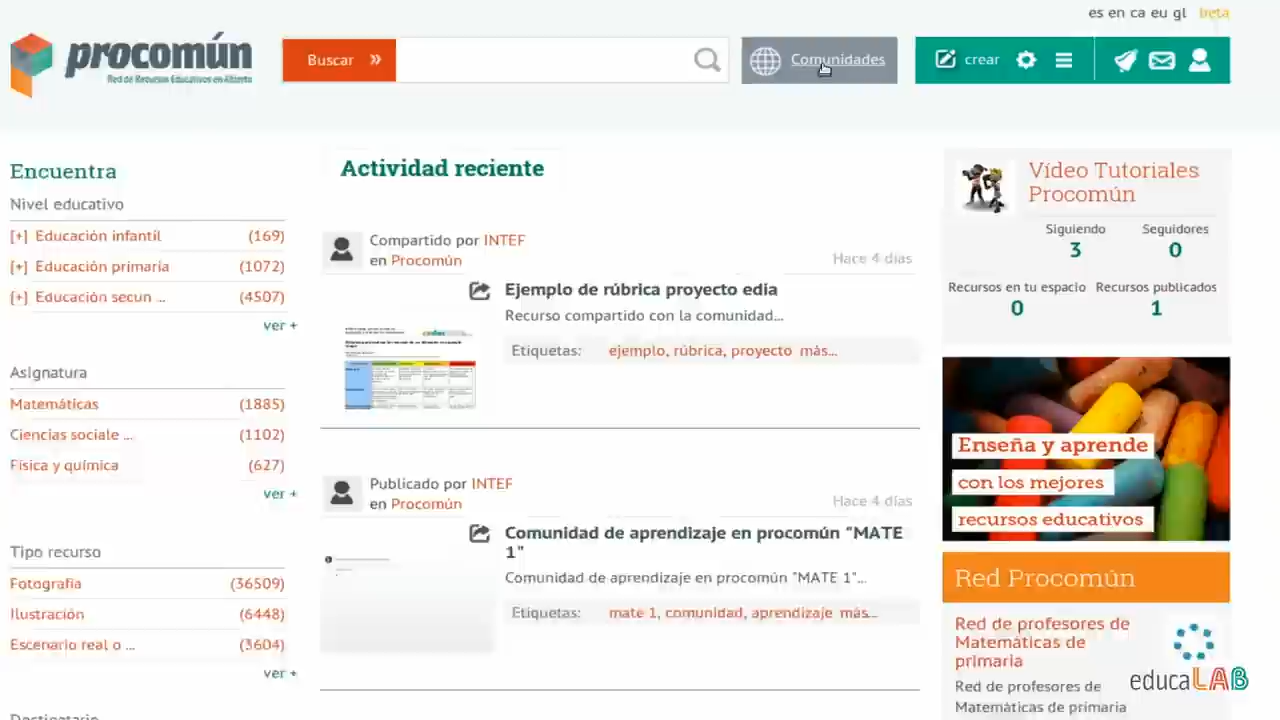 es en ca eu gl beta
procomún
Red de Recursos Educativos en Abierto
Buscar »
Comunidades
crear
Encuentra
Nivel educativo
[+] Educación infantil (169)
[+] Educación primaria (1072)
[+] Educación secun ... (4507)
ver +
Asignatura
Matemáticas (1885)
Ciencias sociale ... (1102)
Física y química (627)
ver +
Tipo recurso
Fotografía (36509)
Ilustración (6448)
Escenario real o ... (3604)
ver +
Destinatario
Actividad reciente
Compartido por INTEF
en Procomún
Hace 4 días
Ejemplo de rúbrica proyecto edia
Recurso compartido con la comunidad...
Etiquetas: ejemplo, rúbrica, proyecto más...
Publicado por INTEF
en Procomún
Hace 4 días
Comunidad de aprendizaje en procomún "MATE
1"
Comunidad de aprendizaje en procomún "MATE 1"...
Etiquetas: mate 1, comunidad, aprendizaje más...
Vídeo Tutoriales
Procomún
Siguiendo Seguidores
3 0
Recursos en tu espacio Recursos publicados
0 1
Enseña y aprende
con los mejores
recursos educativos
Red Procomún
Red de profesores de
Matemáticas de
primaria
Red de profesores de
Matemáticas de primaria
educaLAB